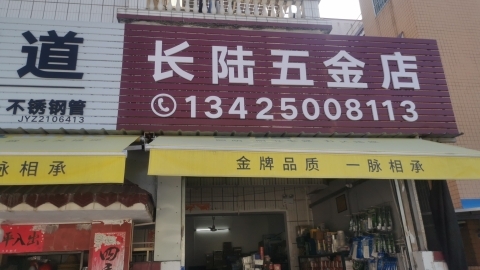 道
不锈钢管
JYZ2106413
长陆五金店
13425008113
脉相承
金牌品质 一脉相承